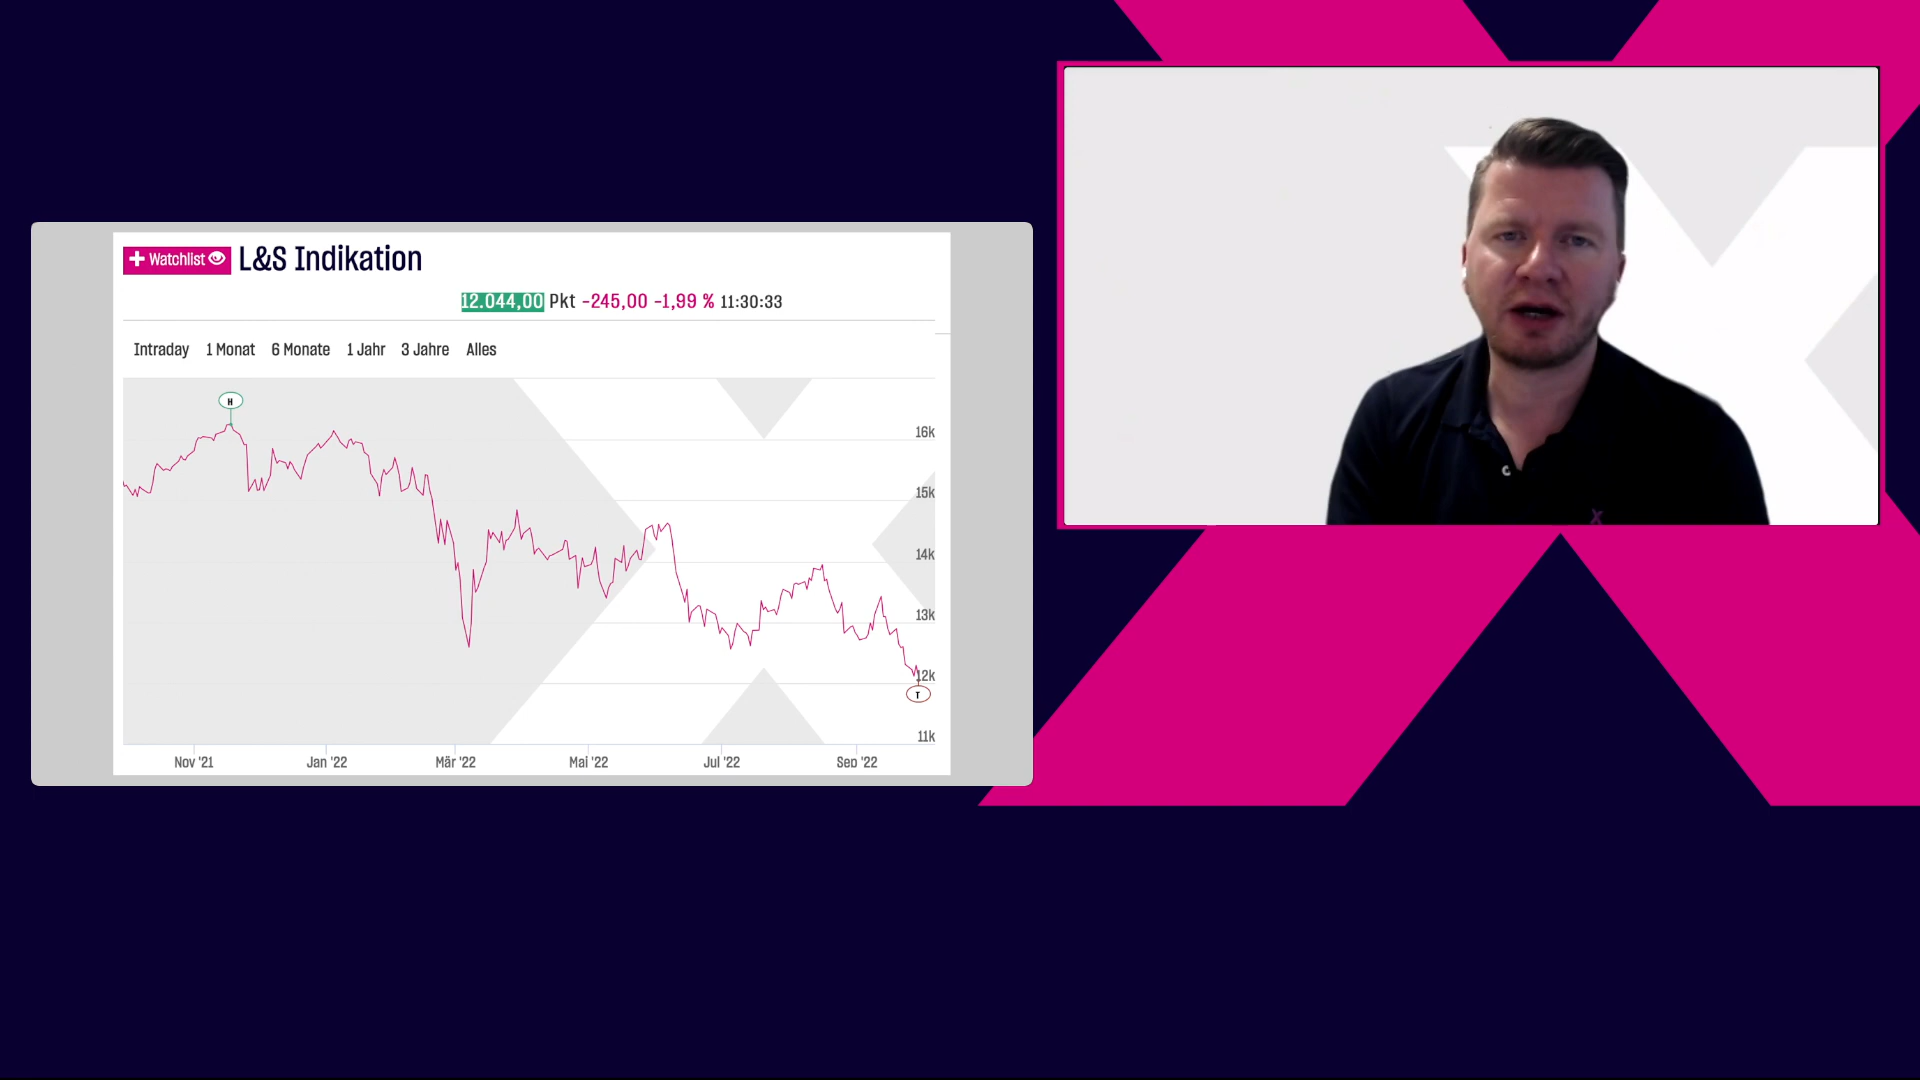 + Watchlist L&S Indikation
12.044,00 Pkt -245,00 -1,99 % 11:30:33
Intraday 1 Monat 6 Monate 1 Jahr 3 Jahre Alles
H
16k
15k
14k
13k
12k
T
11k
Nov '21 Jan '22 Mär '22 Mai '22 Jul '22 Sep '22
X